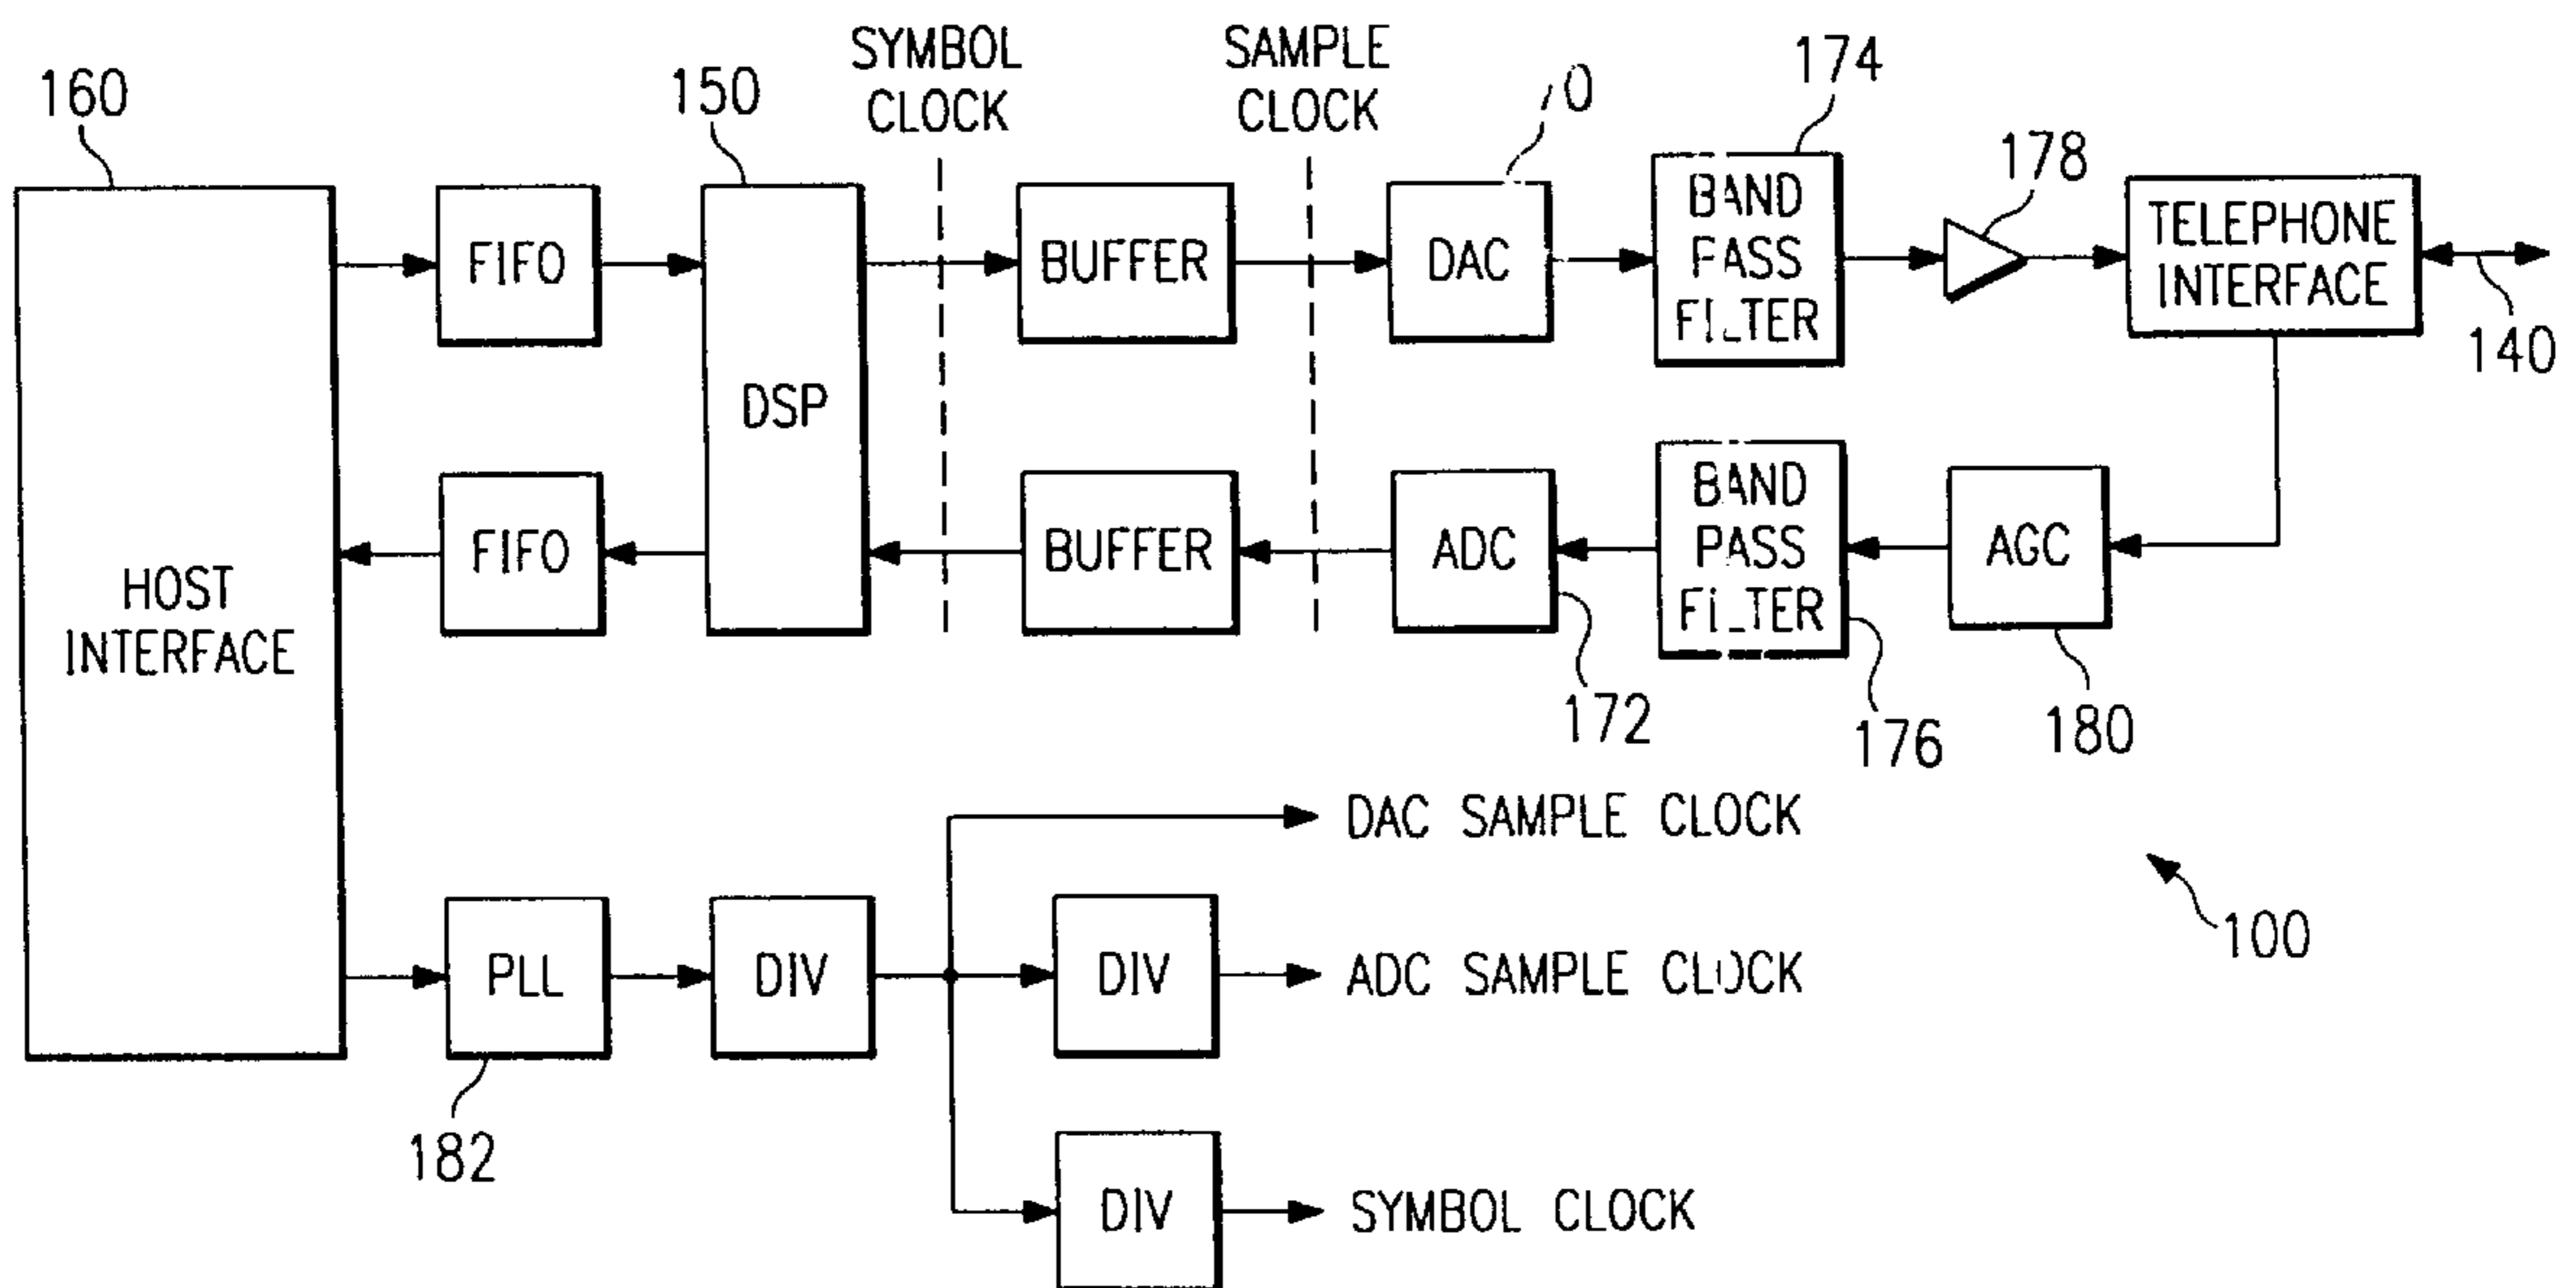 160
150
SYMBOL
CLOCK
SAMPLE
CLOCK
174
178
FIFO
BUFFER
DAC
BAND
PASS
FILTER
TELEPHONE
INTERFACE
140
DSP
HOST
INTERFACE
FIFO
BUFFER
ADC
BAND
PASS
FILTER
AGC
172
176
180
DAC SAMPLE CLOCK
PLL
DIV
DIV
ADC SAMPLE CLOCK
100
182
DIV
SYMBOL CLOCK